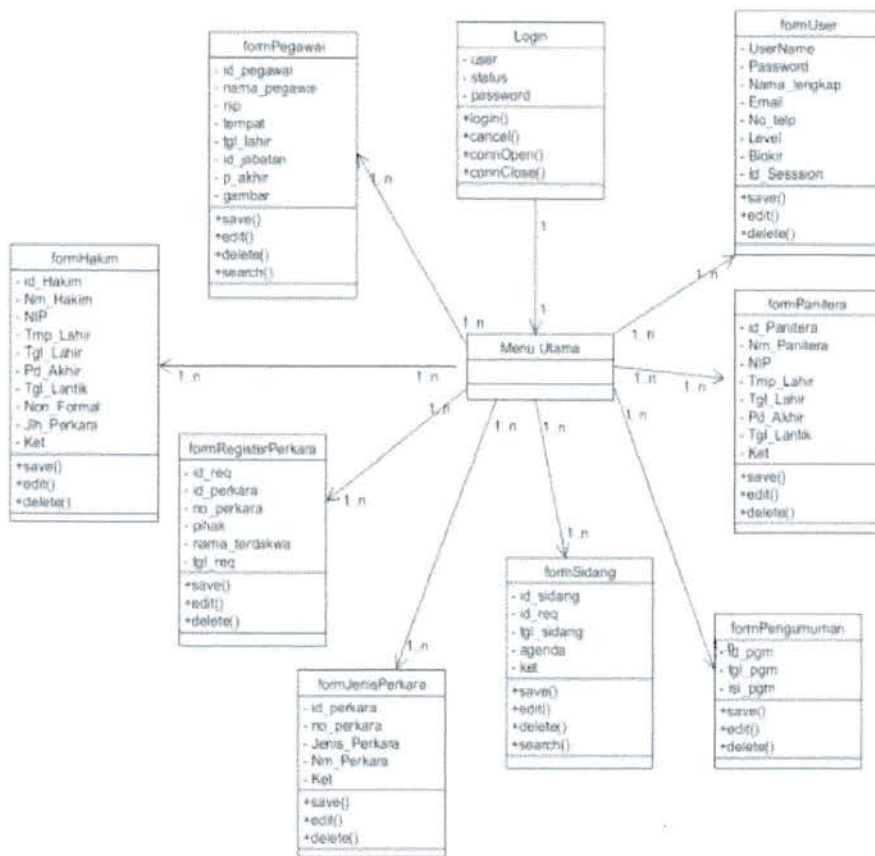 formPegawai
- id_pegawai
- nama_pegawai
- nip
- tempat
- tgl_lahir
- id_jabatan
- p_akhir
- gambar
+save()
+edit()
+delete()
+search()
Login
- user
- status
- password
+login()
+cancel()
+connOpen()
+connClose()
formUser
- UserName
- Password
- Nama_lengkap
- Email
- No_telp
- Level
- Blokir
- Id_Sesssion
+save()
+edit()
+delete()
formHakim
- id_Hakim
- Nm_Hakim
- NIP
- Tmp_Lahir
- Tgl_Lahir
- Pd_Akhir
- Tgl_Lantik
- Non_Formal
- Jlh_Perkara
- Ket
+save()
+edit()
+delete()
Menu Utama
formPanitera
- id_Panitera
- Nm_Panitera
- NIP
- Tmp_Lahir
- Tgl_Lahir
- Pd_Akhir
- Tgl_Lantik
- Ket
+save()
+edit()
+delete()
formRegisterPerkara
- id_req
- id_perkara
- no_perkara
- pihak
- nama_terdakwa
- tgl_req
+save()
+edit()
+delete()
formSidang
- id_sidang
- id_req
- tgl_sidang
- agenda
- ket
+save()
+edit()
+delete()
+search()
formPengumuman
- id_pgm
- tgl_pgm
- isi_pgm
+save()
+edit()
+delete()
formJenisPerkara
- id_perkara
- no_perkara
- Jenis_Perkara
- Nm_Perkara
- Ket
+save()
+edit()
+delete()
1..n
1
1..n
1..n
1
1..n
1..n
1..n
1..n
1..n
1..n
1..n
1..n
1..n
1..n
1..n
1..n